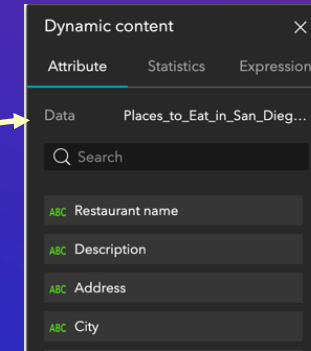 Dynamic content
Attribute Statistics Expression
Data Places_to_Eat_in_San_Dieg...
Search
ABC Restaurant name
ABC Description
ABC Address
ABC City